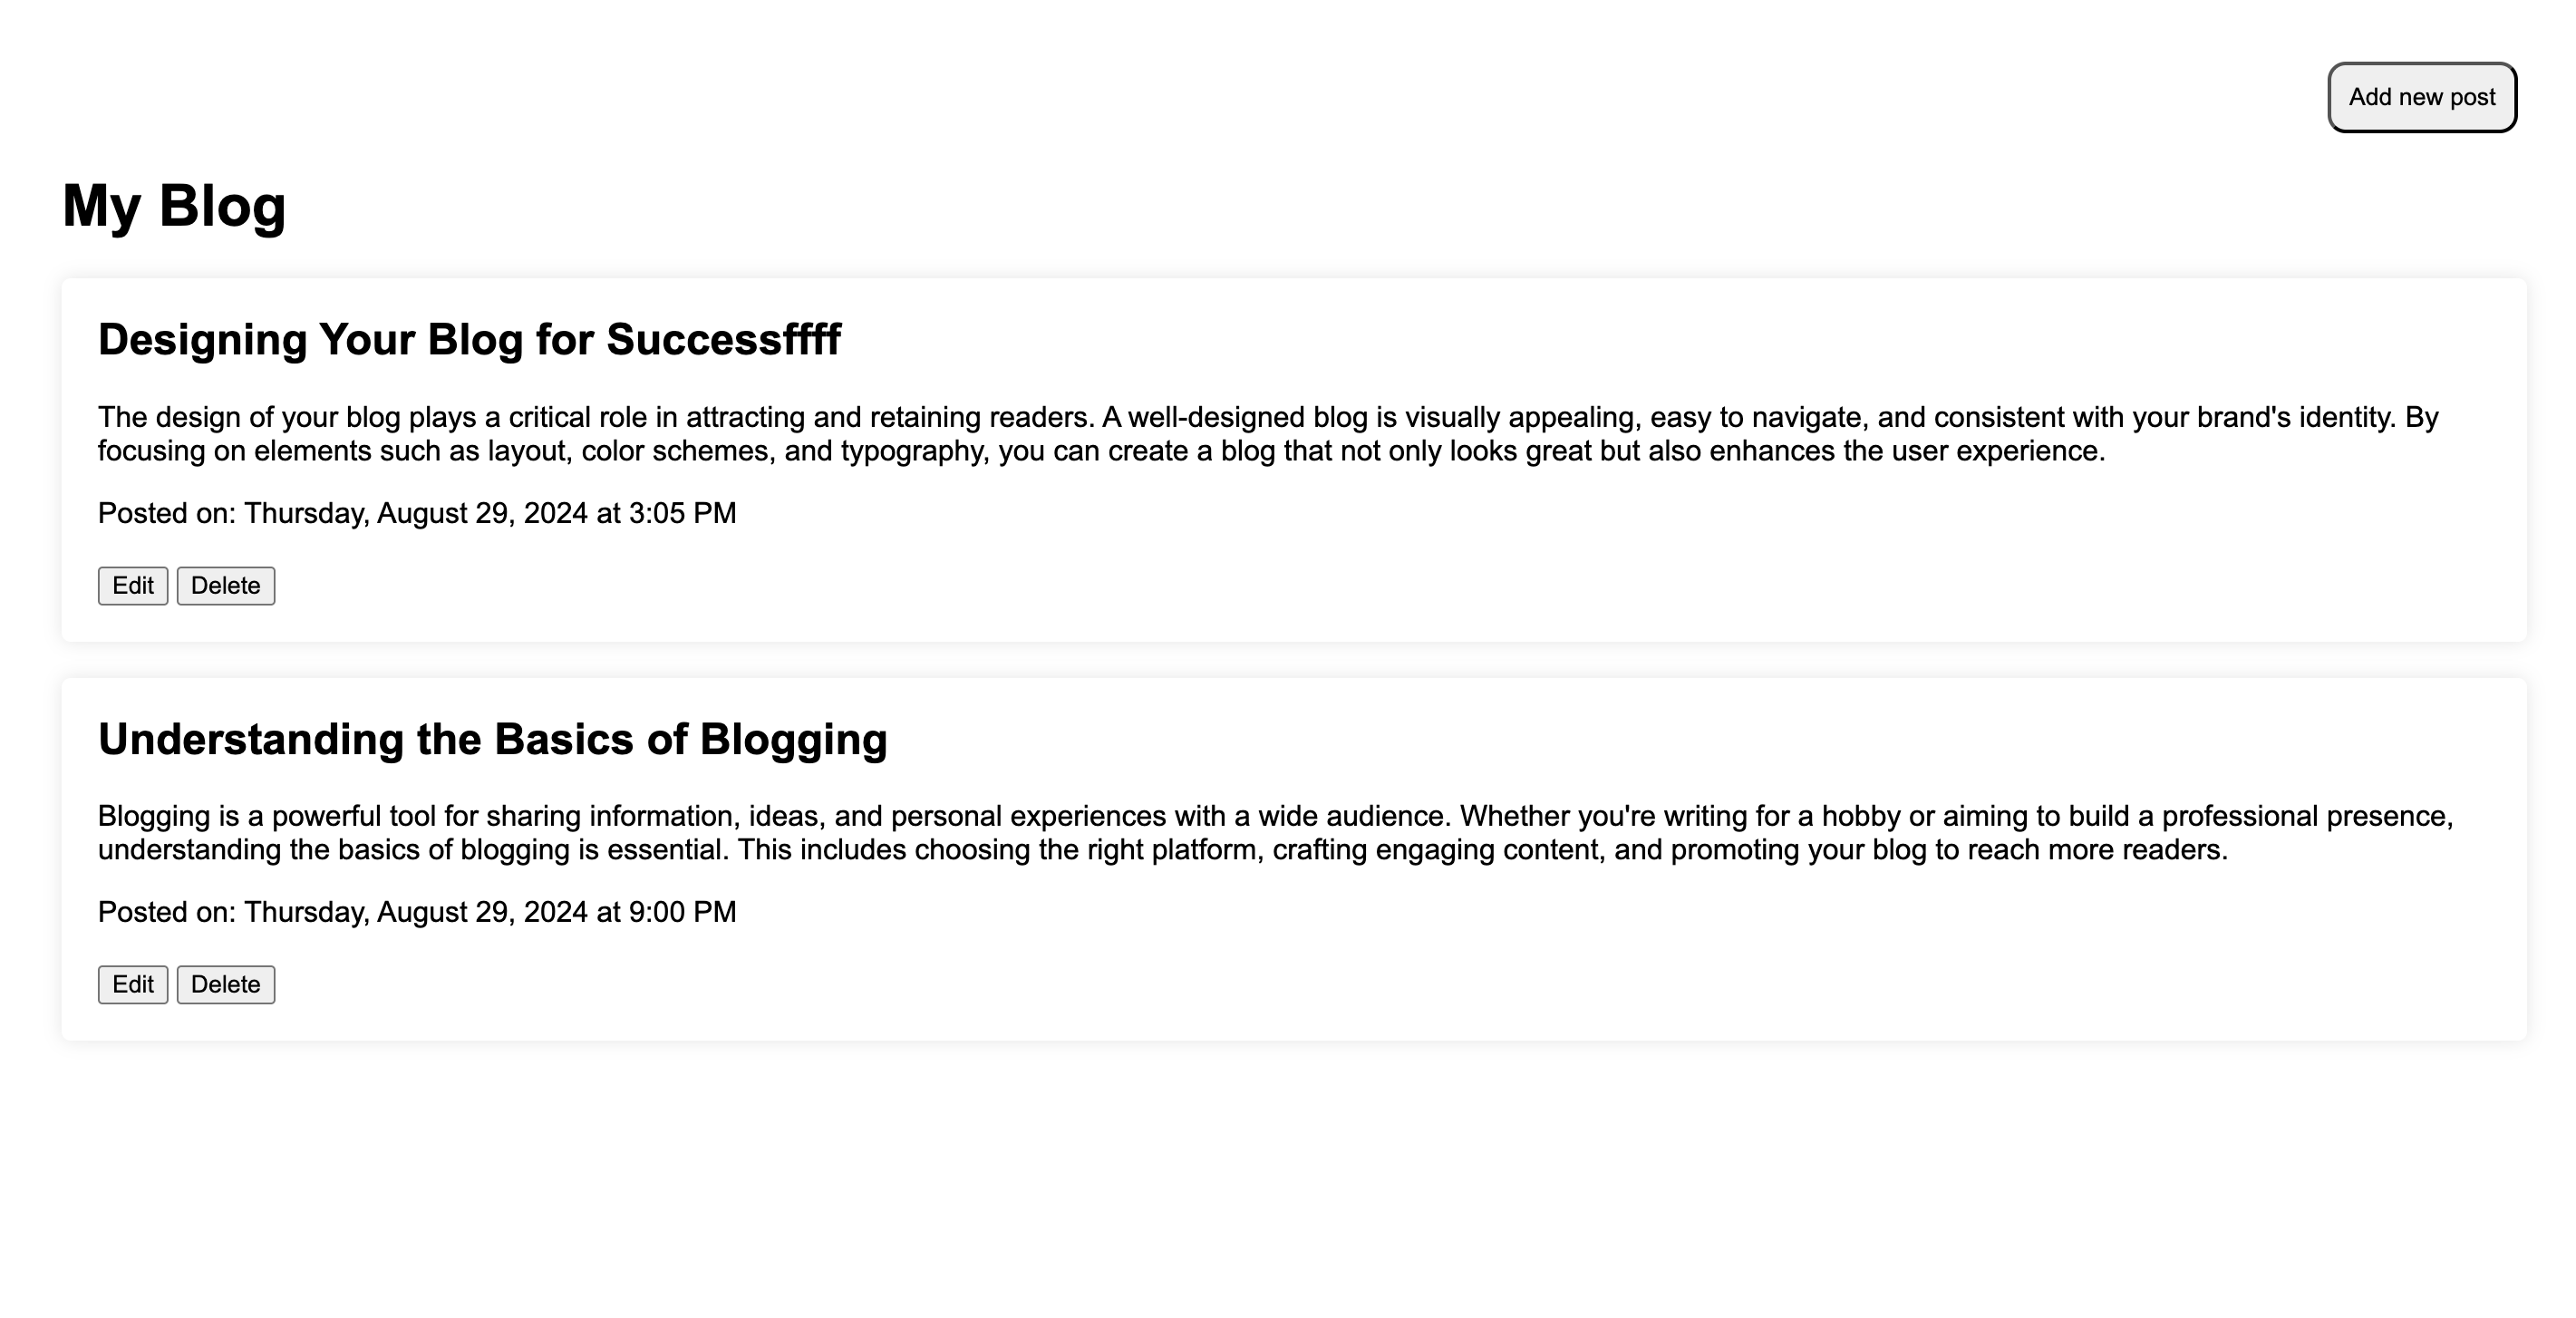 Add new post
My Blog
Designing Your Blog for Successffff
The design of your blog plays a critical role in attracting and retaining readers. A well-designed blog is visually appealing, easy to navigate, and consistent with your brand's identity. By
focusing on elements such as layout, color schemes, and typography, you can create a blog that not only looks great but also enhances the user experience.
Posted on: Thursday, August 29, 2024 at 3:05 PM
Edit Delete
Understanding the Basics of Blogging
Blogging is a powerful tool for sharing information, ideas, and personal experiences with a wide audience. Whether you're writing for a hobby or aiming to build a professional presence,
understanding the basics of blogging is essential. This includes choosing the right platform, crafting engaging content, and promoting your blog to reach more readers.
Posted on: Thursday, August 29, 2024 at 9:00 PM
Edit Delete